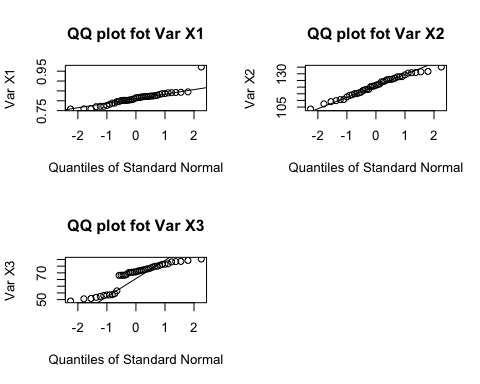 QQ plot fot Var X1
Var X1
0.75 0.95
-2 -1 0 1 2
Quantiles of Standard Normal
QQ plot fot Var X2
Var X2
105 130
-2 -1 0 1 2
Quantiles of Standard Normal
QQ plot fot Var X3
Var X3
50 70
-2 -1 0 1 2
Quantiles of Standard Normal